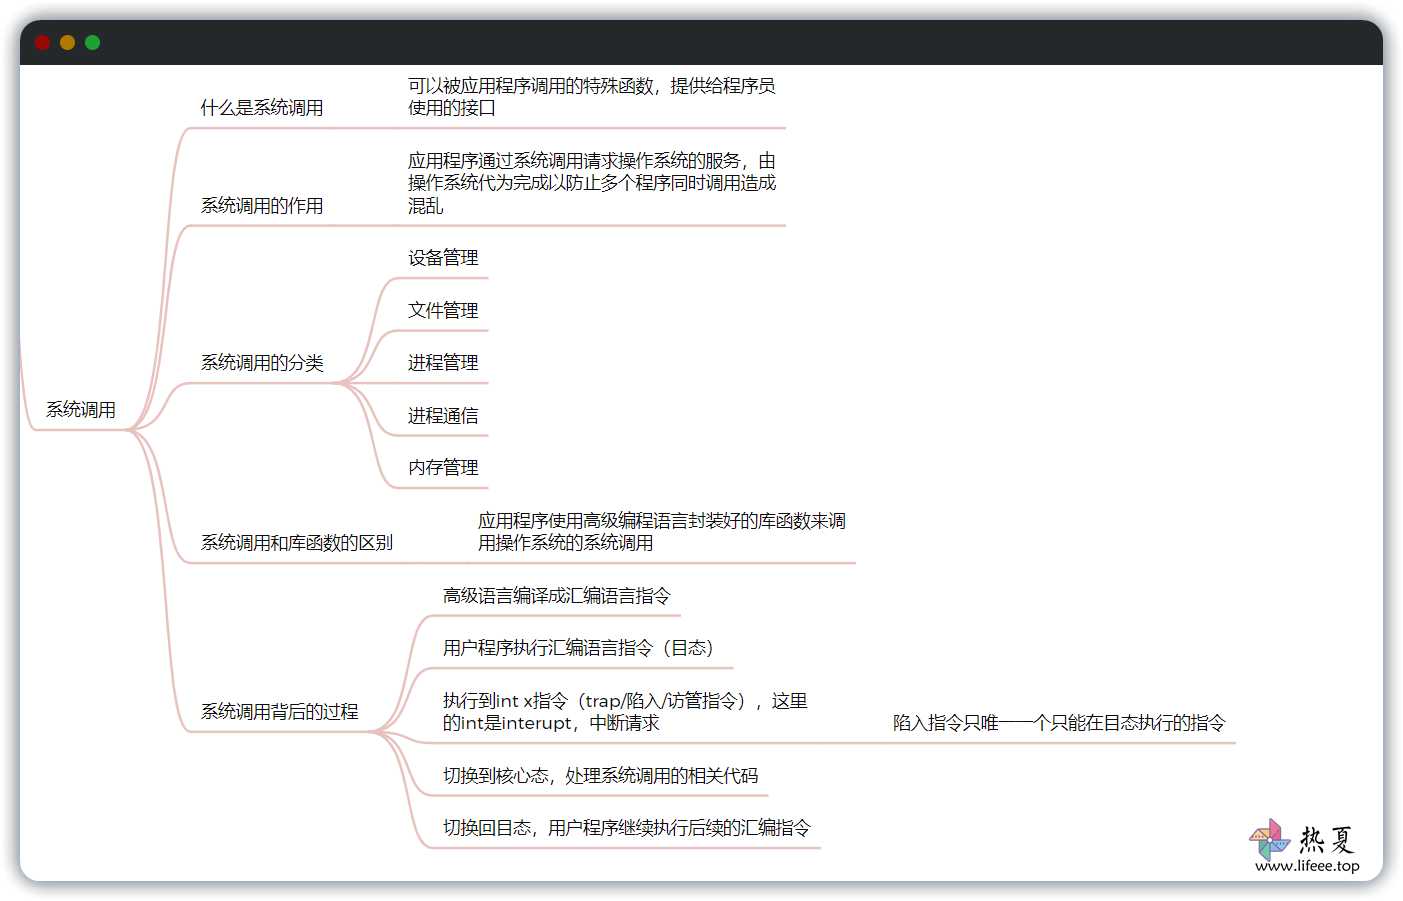 什么是系统调用
可以被应用程序调用的特殊函数，提供给程序员
使用的接口
系统调用的作用
应用程序通过系统调用请求操作系统的服务，由
操作系统代为完成以防止多个程序同时调用造成
混乱
系统调用的分类
设备管理
文件管理
进程管理
进程通信
内存管理
系统调用
系统调用和库函数的区别
应用程序使用高级编程语言封装好的库函数来调
用操作系统的系统调用
系统调用背后的过程
高级语言编译成汇编语言指令
用户程序执行汇编语言指令（目态）
执行到int x指令（trap/陷入/访管指令），这里
的int是interupt，中断请求
陷入指令只唯一一个只能在目态执行的指令
切换到核心态，处理系统调用的相关代码
切换回目态，用户程序继续执行后续的汇编指令
热夏
www.lifeee.top